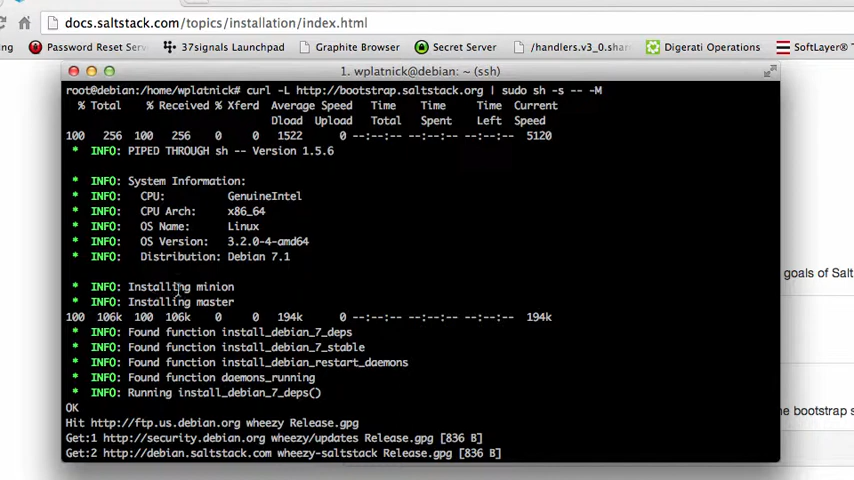 docs.saltstack.com/topics/installation/index.html
ng Password Reset Serv 37signals Launchpad Graphite Browser Secret Server /handlers.v3_0.shar Digerati Operations SoftLayer®
1. wplatnick@debian: ~ (ssh)
root@debian:/home/wplatnick# curl -L http://bootstrap.saltstack.org | sudo sh -s -- -M
% Total % Received % Xferd Average Speed Time Time Time Current
Dload Upload Total Spent Left Speed
100 256 100 256 0 0 1522 0 --:--:-- --:--:-- --:--:-- 5120
* INFO: PIPED THROUGH sh -- Version 1.5.6
* INFO: System Information:
* INFO: CPU: GenuineIntel
* INFO: CPU Arch: x86_64
* INFO: OS Name: Linux
* INFO: OS Version: 3.2.0-4-amd64
* INFO: Distribution: Debian 7.1
* INFO: Installing minion
* INFO: Installing master
100 106k 100 106k 0 0 194k 0 --:--:-- --:--:-- --:--:-- 194k
* INFO: Found function install_debian_7_deps
* INFO: Found function install_debian_7_stable
* INFO: Found function install_debian_restart_daemons
* INFO: Found function daemons_running
* INFO: Running install_debian_7_deps()
OK
Hit http://ftp.us.debian.org wheezy Release.gpg
Get:1 http://security.debian.org wheezy/updates Release.gpg [836 B]
Get:2 http://debian.saltstack.com wheezy-saltstack Release.gpg [836 B]
goals of Salt
he bootstrap s